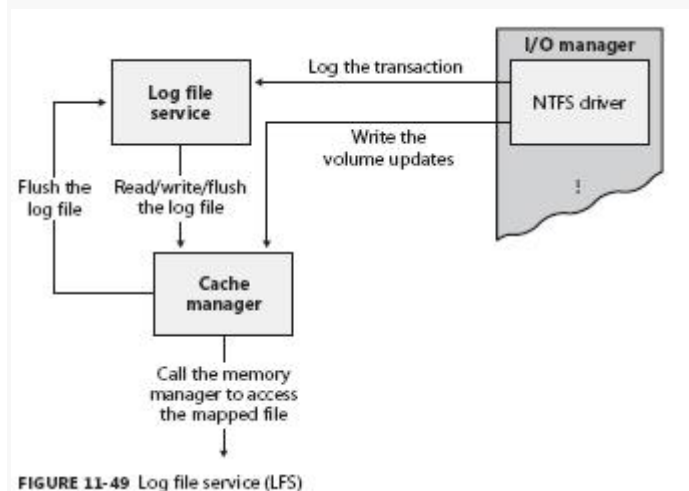 I/O manager
Log the transaction
Log file
service
NTFS driver
Write the
volume updates
Flush the
log file
Read/write/flush
the log file
Cache
manager
Call the memory
manager to access
the mapped file
FIGURE 11-49 Log file service (LFS)